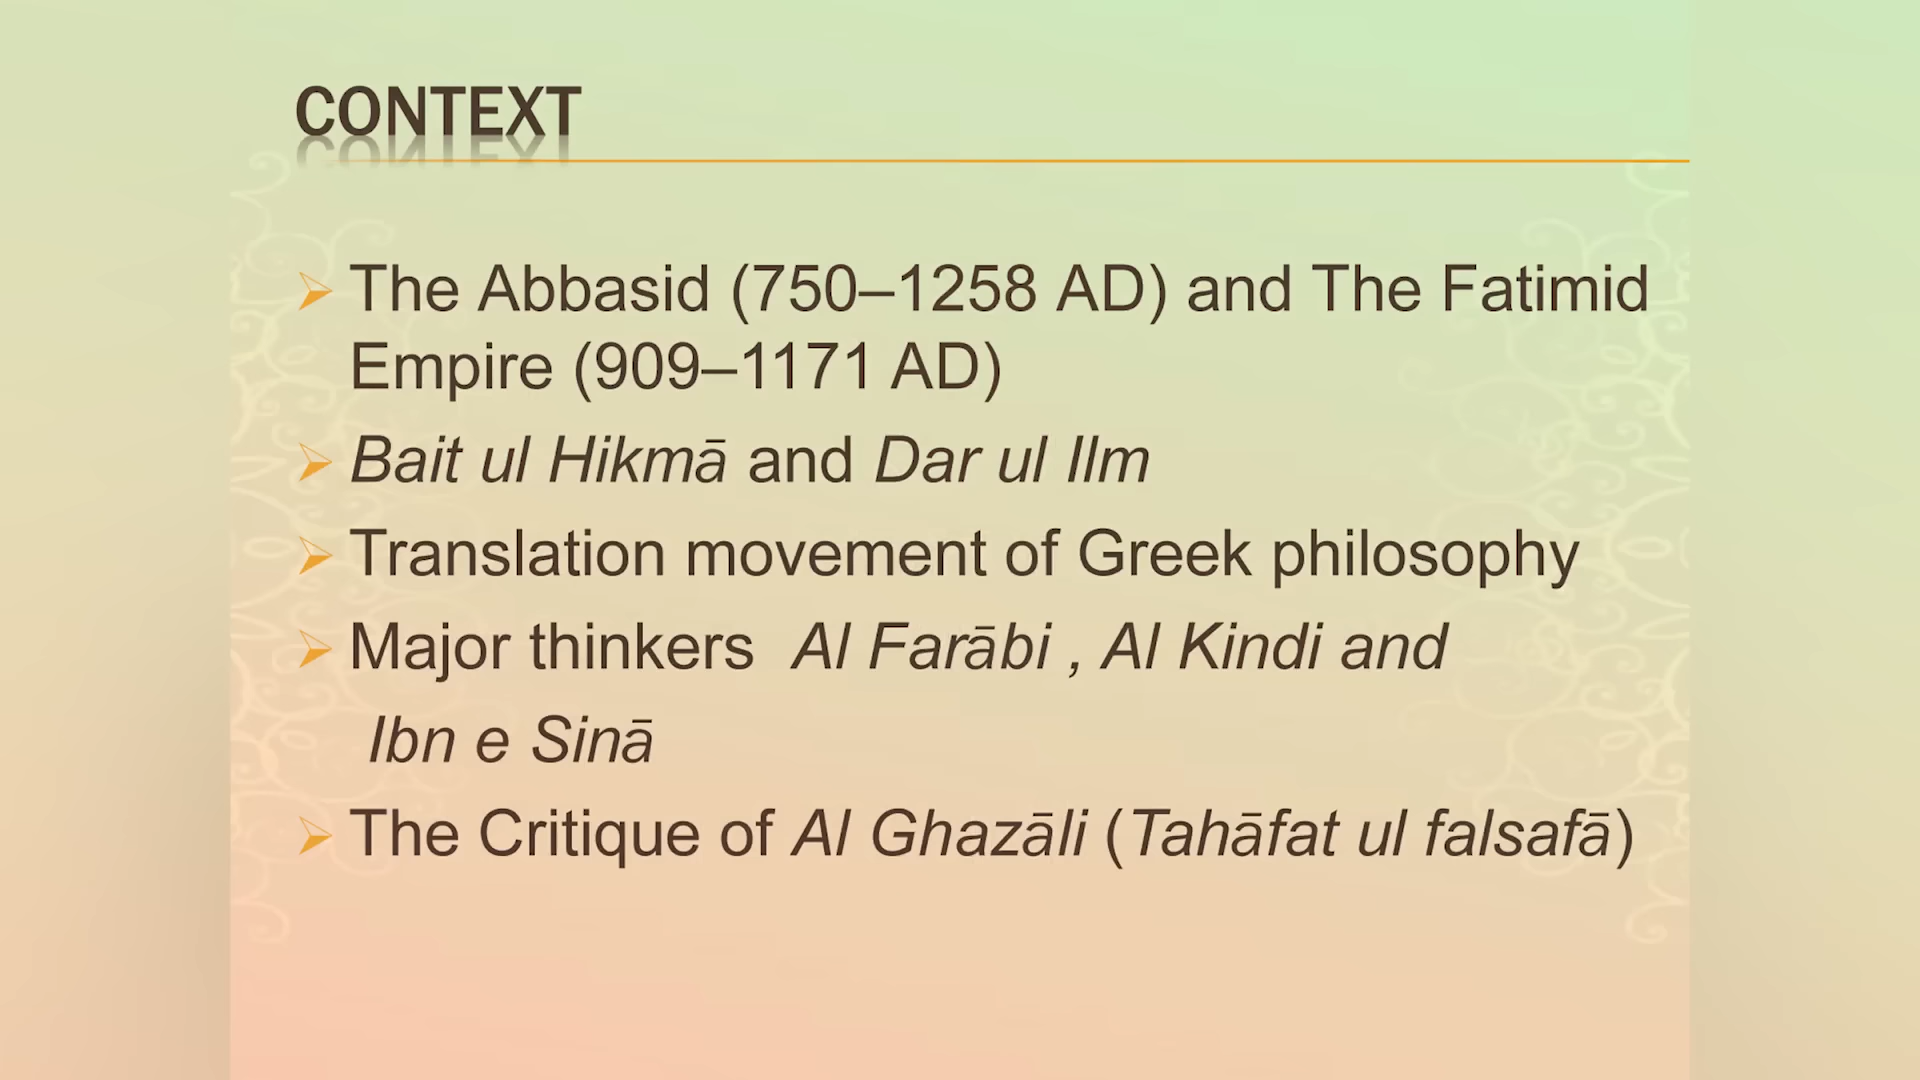 CONTEXT
The Abbasid (750–1258 AD) and The Fatimid
Empire (909–1171 AD)
Bait ul Hikmā and Dar ul Ilm
Translation movement of Greek philosophy
Major thinkers Al Farābi , Al Kindi and
Ibn e Sinā
The Critique of Al Ghazāli (Tahāfat ul falsafā)